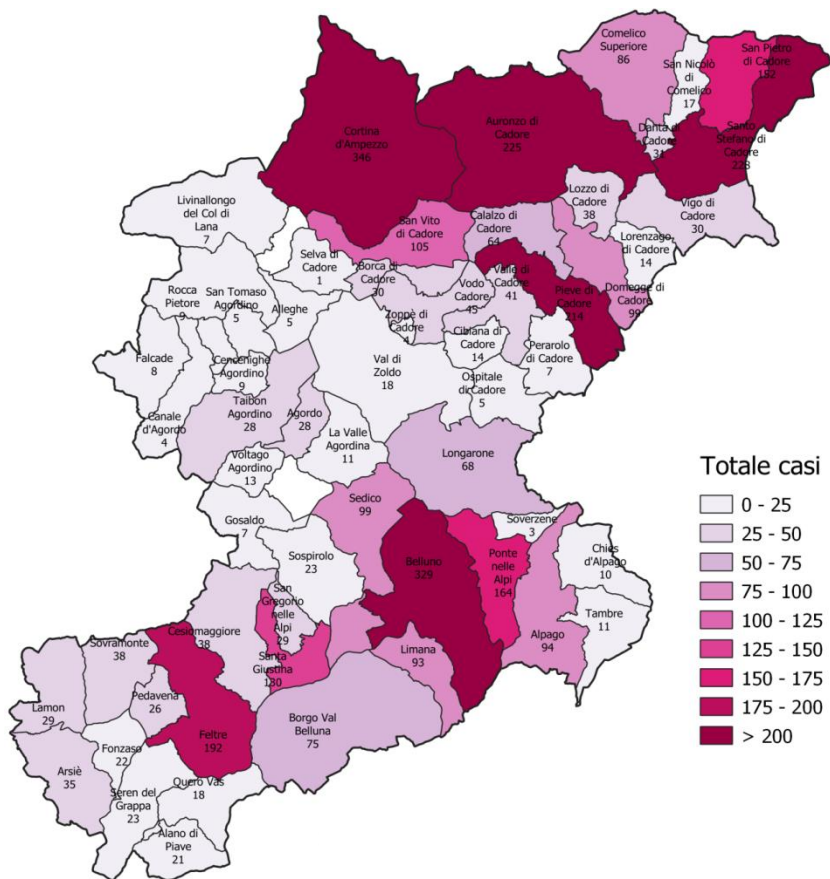 Comelico
Superiore
86
San Nicolò
di
Comelico
17
San Pietro
di Cadore
152
Cortina
d'Ampezzo
346
Auronzo di
Cadore
225
Danta di
Cadore
31
Santo
Stefano di
Cadore
228
Livinallongo
del Col di
Lana
7
San Vito
di Cadore
105
Calalzo di
Cadore
64
Lozzo di
Cadore
38
Vigo di
Cadore
30
Lorenzago
di Cadore
14
Selva di
Cadore
1
Borca di
Cadore
30
Vodo
Cadore
45
Valle di
Cadore
41
Pieve di
Cadore
214
Domegge di
Cadore
99
Rocca
Pietore
9
San Tomaso
Agordino
5
Alleghe
5
Zoppè di
Cadore
4
Cibiana di
Cadore
14
Perarolo
di Cadore
7
Falcade
8
Cencenighe
Agordino
9
Val di
Zoldo
18
Ospitale
di Cadore
5
Canale
d'Agordo
4
Taibon
Agordino
28
Agordo
28
La Valle
Agordina
11
Longarone
68
Voltago
Agordino
13
Gosaldo
7
Sedico
99
Soverzene
3
Sospirolo
23
Belluno
329
Ponte
nelle
Alpi
164
Chies
d'Alpago
10
Tambre
11
Alpago
94
San
Gregorio
nelle
Alpi
29
Santa
Giustina
130
Limana
93
Cesiomaggiore
38
Sovramonte
38
Lamon
29
Pedavena
26
Feltre
192
Borgo Val
Belluna
75
Fonzaso
22
Arsiè
35
Seren del
Grappa
23
Quero Vas
18
Alano di
Piave
21
Totale casi
0 - 25
25 - 50
50 - 75
75 - 100
100 - 125
125 - 150
150 - 175
175 - 200
> 200